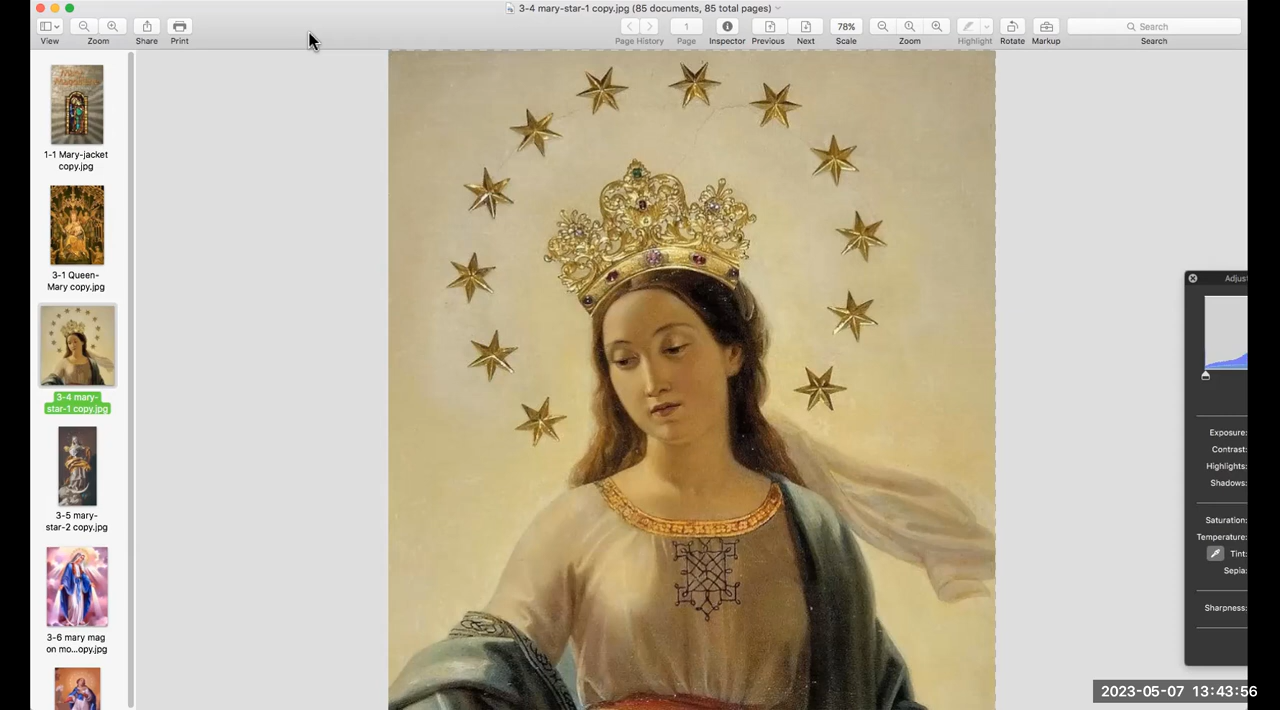 3-4 mary-star-1 copy.jpg (85 documents, 85 total pages)
View
Zoom
Share
Print
Page History
1
Page
Inspector
Previous
Next
78%
Scale
Zoom
Highlight
Rotate
Markup
Search
Search
1-1 Mary-jacket
copy.jpg
3-1 Queen-
Mary copy.jpg
3-4 mary-
star-1 copy.jpg
3-5 mary-
star-2 copy.jpg
3-6 mary mag
on mo...opy.jpg
Adjust
Exposure:
Contrast:
Highlights:
Shadows:
Saturation:
Temperature:
Tint:
Sepia:
Sharpness:
2023-05-07 13:43:56